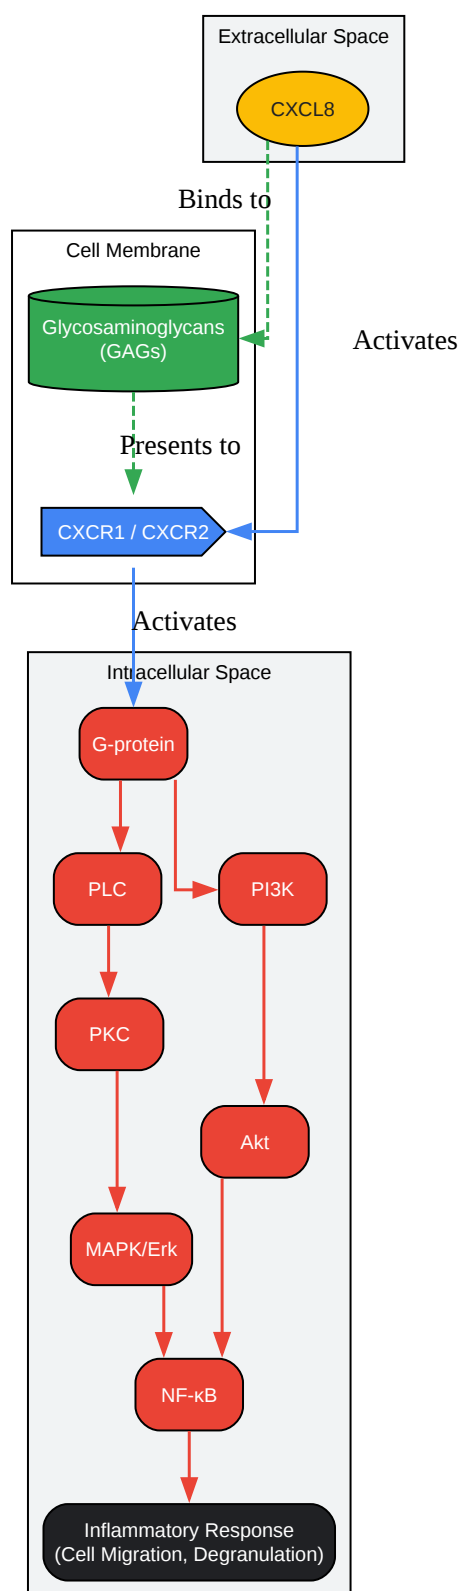 Extracellular Space
CXCL8
Binds to
Cell Membrane
Glycosaminoglycans
(GAGs)
Activates
Presents to
CXCR1 / CXCR2
Activates
Intracellular Space
G-protein
PLC
PI3K
PKC
Akt
MAPK/Erk
NF-κB
Inflammatory Response
(Cell Migration, Degranulation)